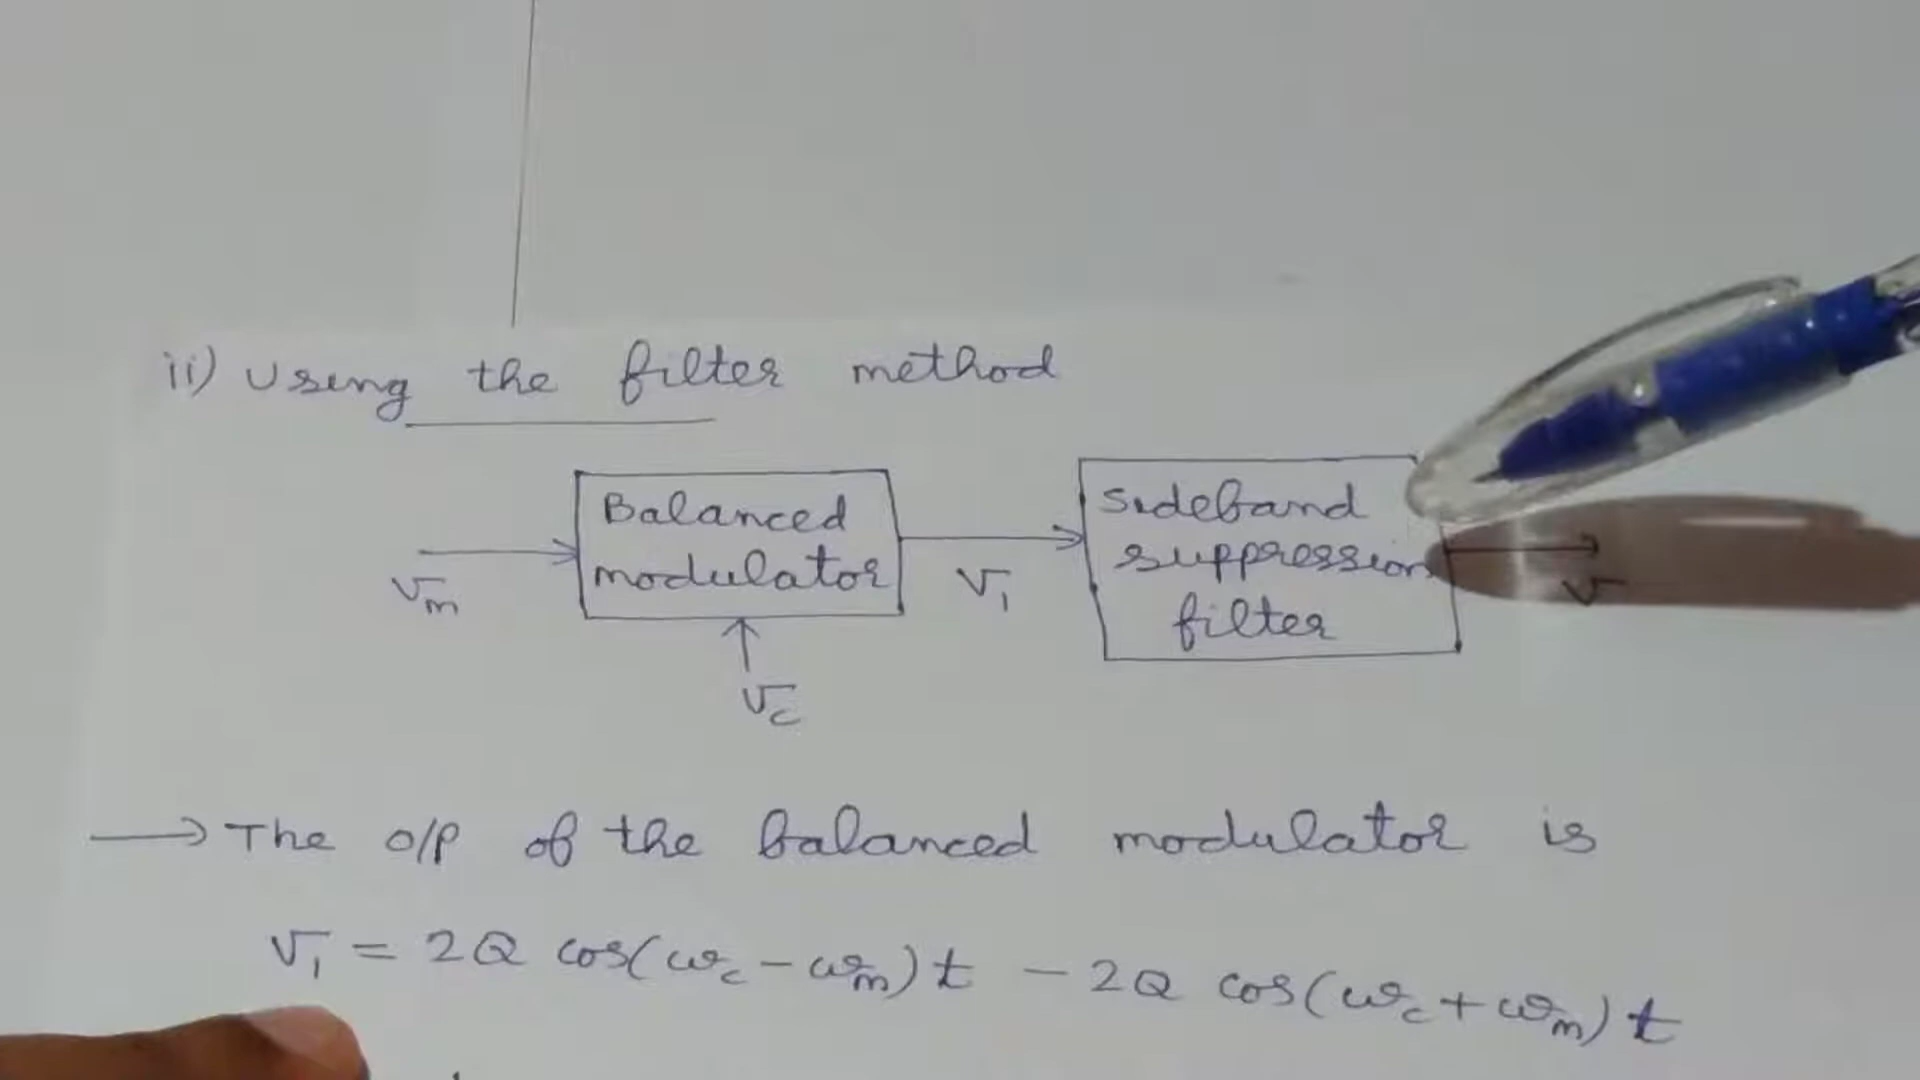 ii) Using the filter method
Balanced
modulator
Vm
Vc
V1
Sideband
suppression
filter
V
→ The o/p of the balanced modulator is
V1 = 2Q cos(ωc - ωm)t - 2Q cos(ωc + ωm)t